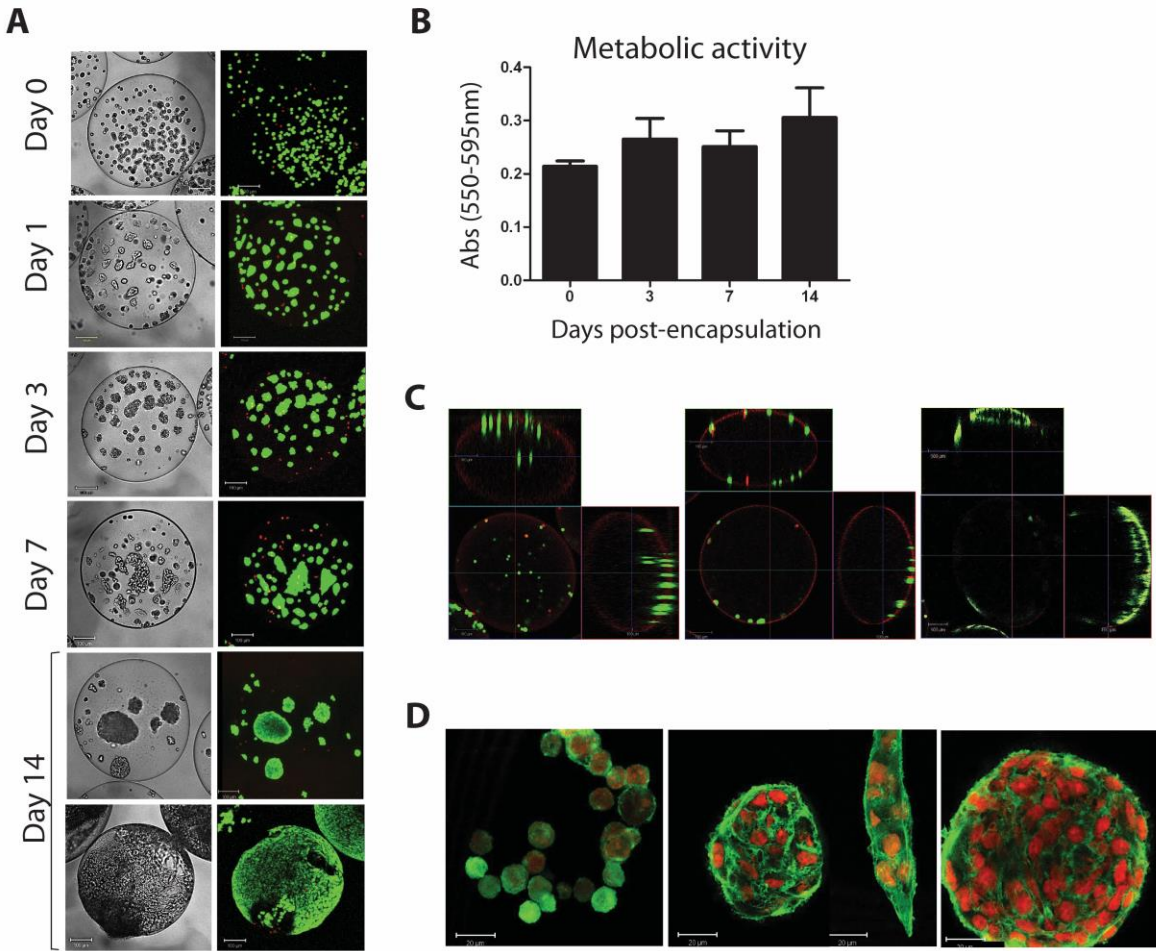 A
Day 0
Day 1
Day 3
Day 7
Day 14
B
Metabolic activity
Abs (550-595nm)
0.4
0.3
0.2
0.1
0.0
0
3
7
14
Days post-encapsulation
C
D
20 µm
20 µm
20 µm